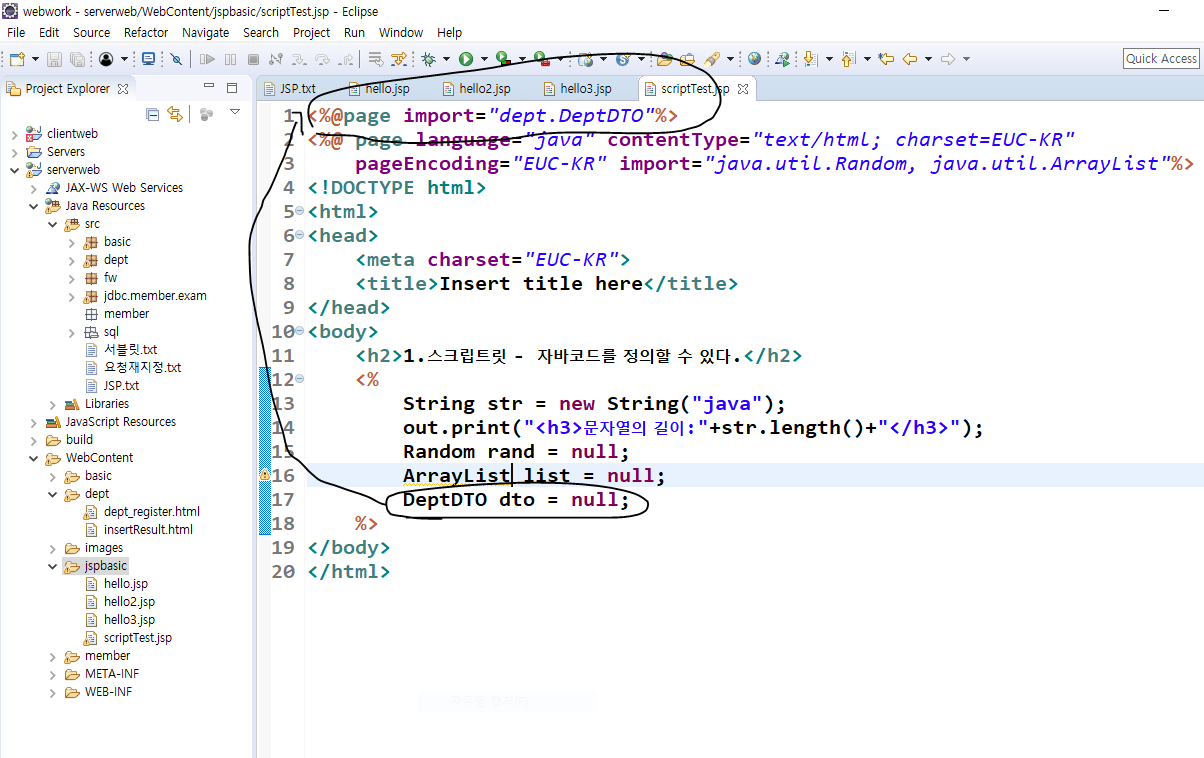 webwork - serverweb/WebContent/jspbasic/scriptTest.jsp - Eclipse
File Edit Source Refactor Navigate Search Project Run Window Help
Quick Access
Project Explorer
clientweb
Servers
serverweb
JAX-WS Web Services
Java Resources
src
basic
dept
fw
jdbc.member.exam
member
sql
서블릿.txt
요청재지정.txt
JSP.txt
Libraries
JavaScript Resources
build
WebContent
basic
dept
dept_register.html
insertResult.html
images
jspbasic
hello.jsp
hello2.jsp
hello3.jsp
scriptTest.jsp
member
META-INF
WEB-INF
JSP.txt hello.jsp hello2.jsp hello3.jsp scriptTest.jsp
1 <%@page import="dept.DeptDTO"%>
2 <%@ page language="java" contentType="text/html; charset=EUC-KR"
3 pageEncoding="EUC-KR" import="java.util.Random, java.util.ArrayList"%>
4 <!DOCTYPE html>
5 <html>
6 <head>
7 <meta charset="EUC-KR">
8 <title>Insert title here</title>
9 </head>
10 <body>
11 <h2>1.스크립트릿 - 자바코드를 정의할 수 있다.</h2>
12 <%
13 String str = new String("java");
14 out.print("<h3>문자열의 길이:"+str.length()+"</h3>");
15 Random rand = null;
16 ArrayList list = null;
17 DeptDTO dto = null;
18 %>
19 </body>
20 </html>